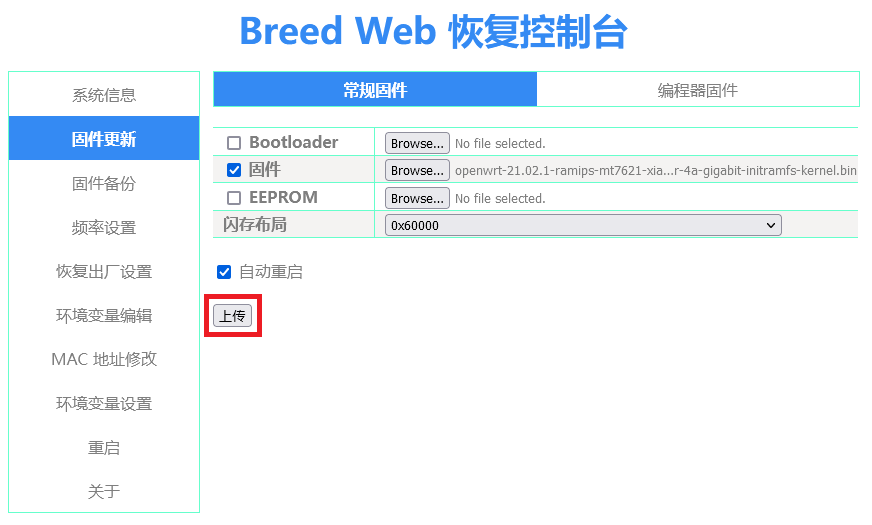 Breed Web 恢复控制台
系统信息
固件更新
固件备份
频率设置
恢复出厂设置
环境变量编辑
MAC 地址修改
环境变量设置
重启
关于
常规固件 编程器固件
Bootloader Browse... No file selected.
固件 Browse... openwrt-21.02.1-ramips-mt7621-xia...r-4a-gigabit-initramfs-kernel.bin
EEPROM Browse... No file selected.
闪存布局 0x60000
自动重启
上传